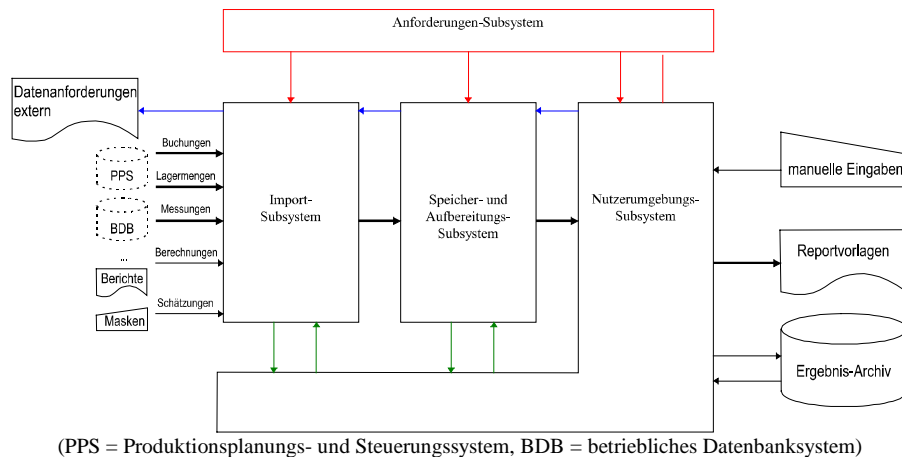 Anforderungen-Subsystem
Datenanforderungen
extern
Buchungen
PPS
Lagermengen
Messungen
BDB
Berechnungen
...
Berichte
Schätzungen
Masken
Import-
Subsystem
Speicher- und
Aufbereitungs-
Subsystem
Nutzerumgebungs-
Subsystem
manuelle Eingaben
Reportvorlagen
Ergebnis-Archiv
(PPS = Produktionsplanungs- und Steuerungssystem, BDB = betriebliches Datenbanksystem)